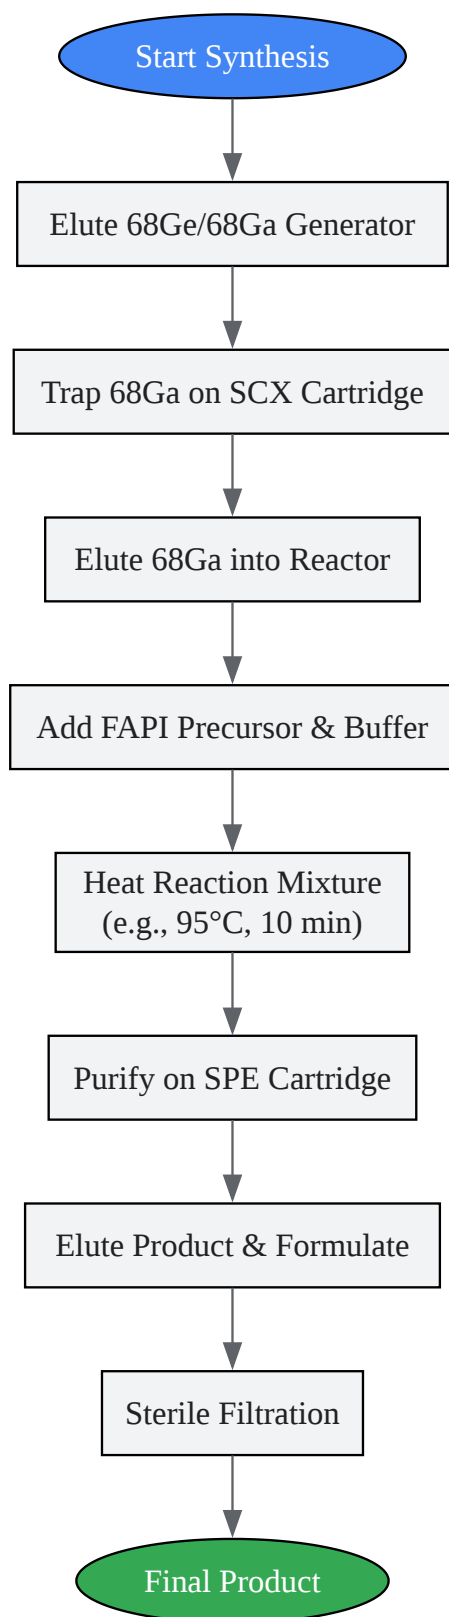 Start Synthesis
Elute 68Ge/68Ga Generator
Trap 68Ga on SCX Cartridge
Elute 68Ga into Reactor
Add FAPI Precursor & Buffer
Heat Reaction Mixture
(e.g., 95°C, 10 min)
Purify on SPE Cartridge
Elute Product & Formulate
Sterile Filtration
Final Product